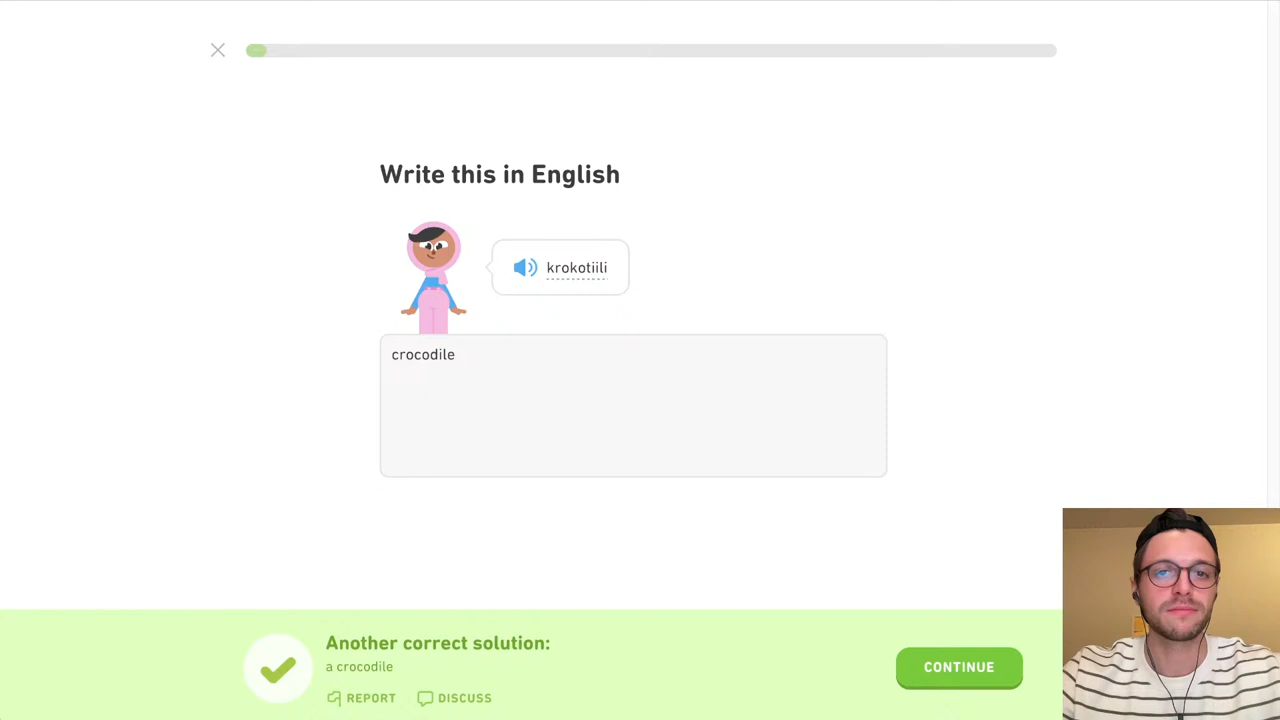 Write this in English
krokotiili
crocodile
Another correct solution:
a crocodile
REPORT
DISCUSS
CONTINUE